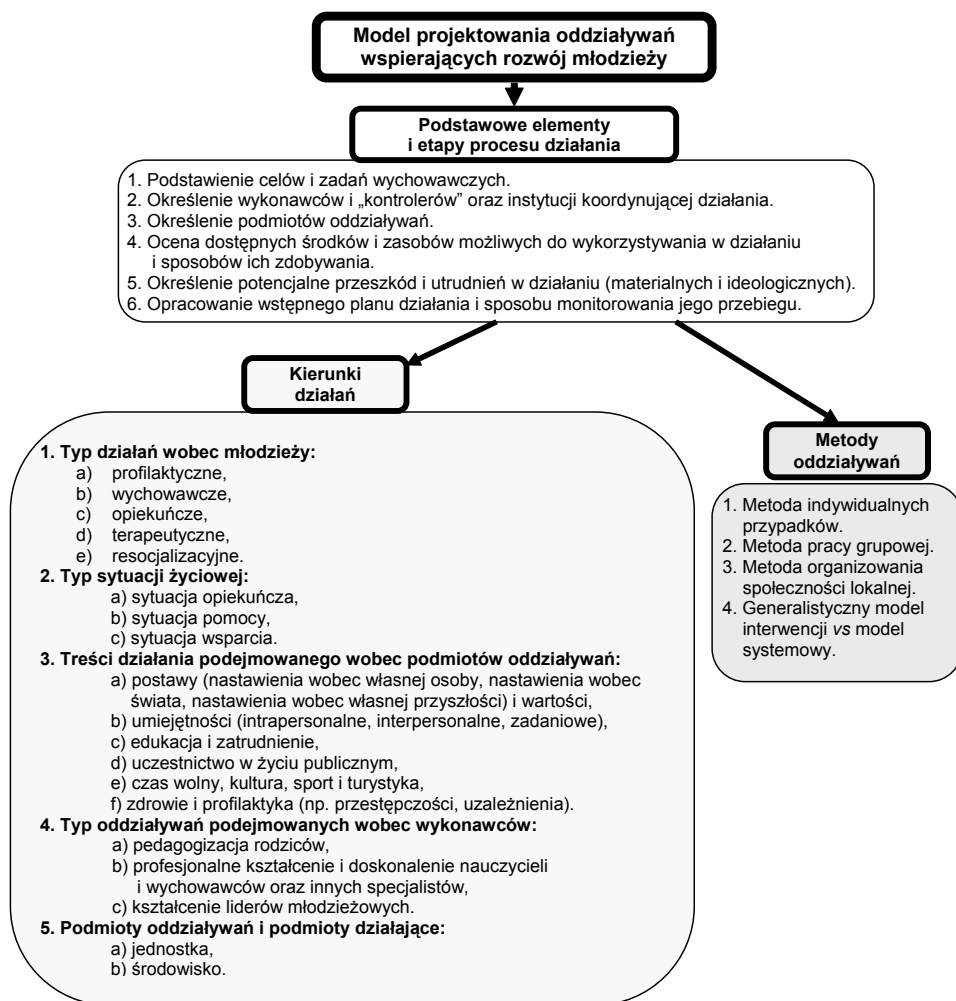 Model projektowania oddziaływań
wspierających rozwój młodzieży
Podstawowe elementy
i etapy procesu działania
1. Podstawienie celów i zadań wychowawczych.
2. Określenie wykonawców i „kontrolerów” oraz instytucji koordynującej działania.
3. Określenie podmiotów oddziaływań.
4. Ocena dostępnych środków i zasobów możliwych do wykorzystywania w działaniu
i sposobów ich zdobywania.
5. Określenie potencjalne przeszkód i utrudnień w działaniu (materialnych i ideologicznych).
6. Opracowanie wstępnego planu działania i sposobu monitorowania jego przebiegu.
Kierunki
działań
1. Typ działań wobec młodzieży:
a) profilaktyczne,
b) wychowawcze,
c) opiekuńcze,
d) terapeutyczne,
e) resocjalizacyjne.
2. Typ sytuacji życiowej:
a) sytuacja opiekuńcza,
b) sytuacja pomocy,
c) sytuacja wsparcia.
3. Treści działania podejmowanego wobec podmiotów oddziaływań:
a) postawy (nastawienia wobec własnej osoby, nastawienia wobec
świata, nastawienia wobec własnej przyszłości) i wartości,
b) umiejętności (intrapersonalne, interpersonalne, zadaniowe),
c) edukacja i zatrudnienie,
d) uczestnictwo w życiu publicznym,
e) czas wolny, kultura, sport i turystyka,
f) zdrowie i profilaktyka (np. przestępczości, uzależnienia).
4. Typ oddziaływań podejmowanych wobec wykonawców:
a) pedagogizacja rodziców,
b) profesjonalne kształcenie i doskonalenie nauczycieli
i wychowawców oraz innych specjalistów,
c) kształcenie liderów młodzieżowych.
5. Podmioty oddziaływań i podmioty działające:
a) jednostka,
b) środowisko.
Metody
oddziaływań
1. Metoda indywidualnych
przypadków.
2. Metoda pracy grupowej.
3. Metoda organizowania
społeczności lokalnej.
4. Generalistyczny model
interwencji vs model
systemowy.